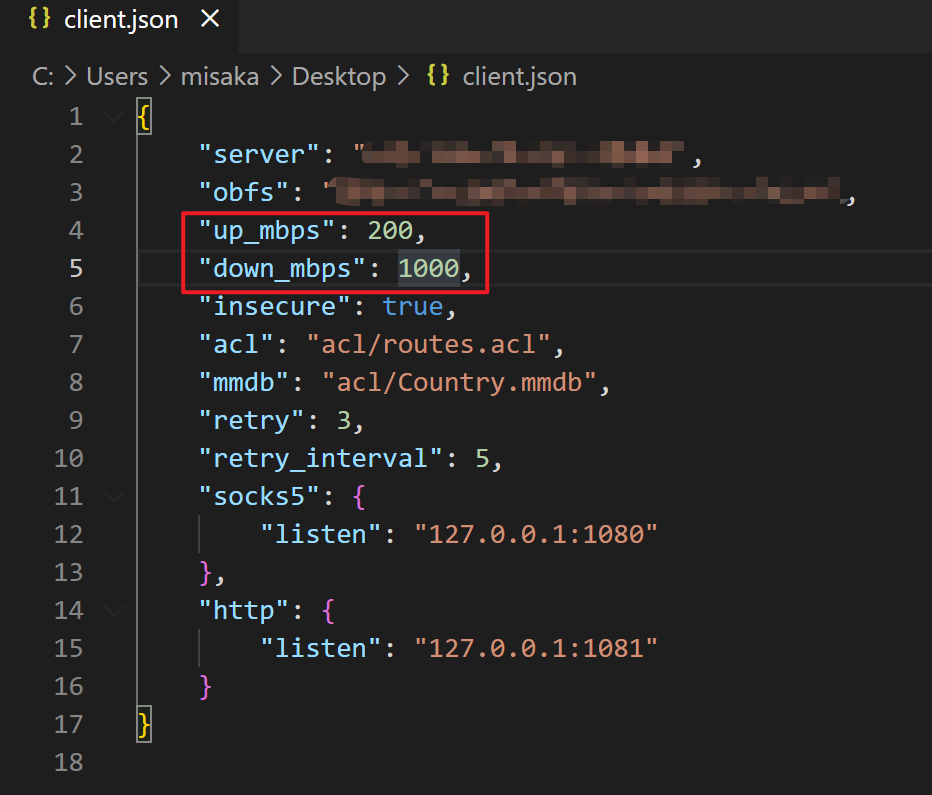 {} client.json ×
C: > Users > misaka > Desktop > {} client.json
1 {
2 "server": " ,
3 "obfs": " ,
4 "up_mbps": 200,
5 "down_mbps": 1000,
6 "insecure": true,
7 "acl": "acl/routes.acl",
8 "mmdb": "acl/Country.mmdb",
9 "retry": 3,
10 "retry_interval": 5,
11 "socks5": {
12 "listen": "127.0.0.1:1080"
13 },
14 "http": {
15 "listen": "127.0.0.1:1081"
16 }
17 }
18